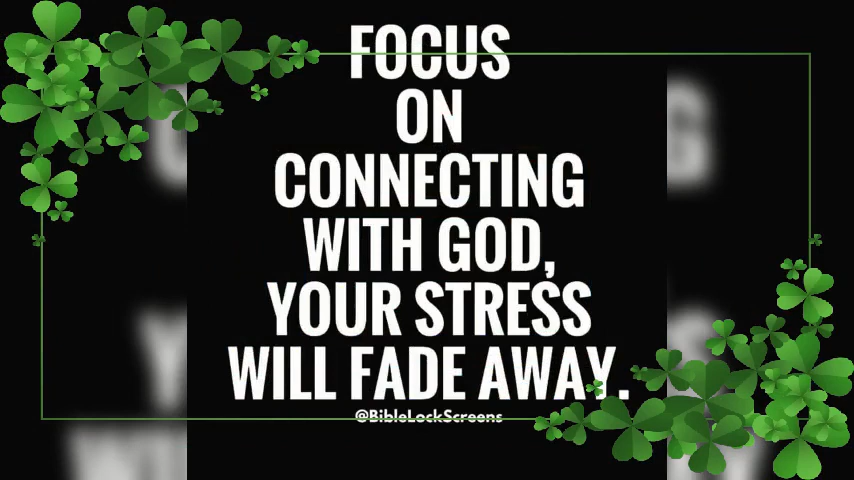 FOCUS
ON
CONNECTING
WITH GOD,
YOUR STRESS
WILL FADE AWAY.
@BibleLockScreens